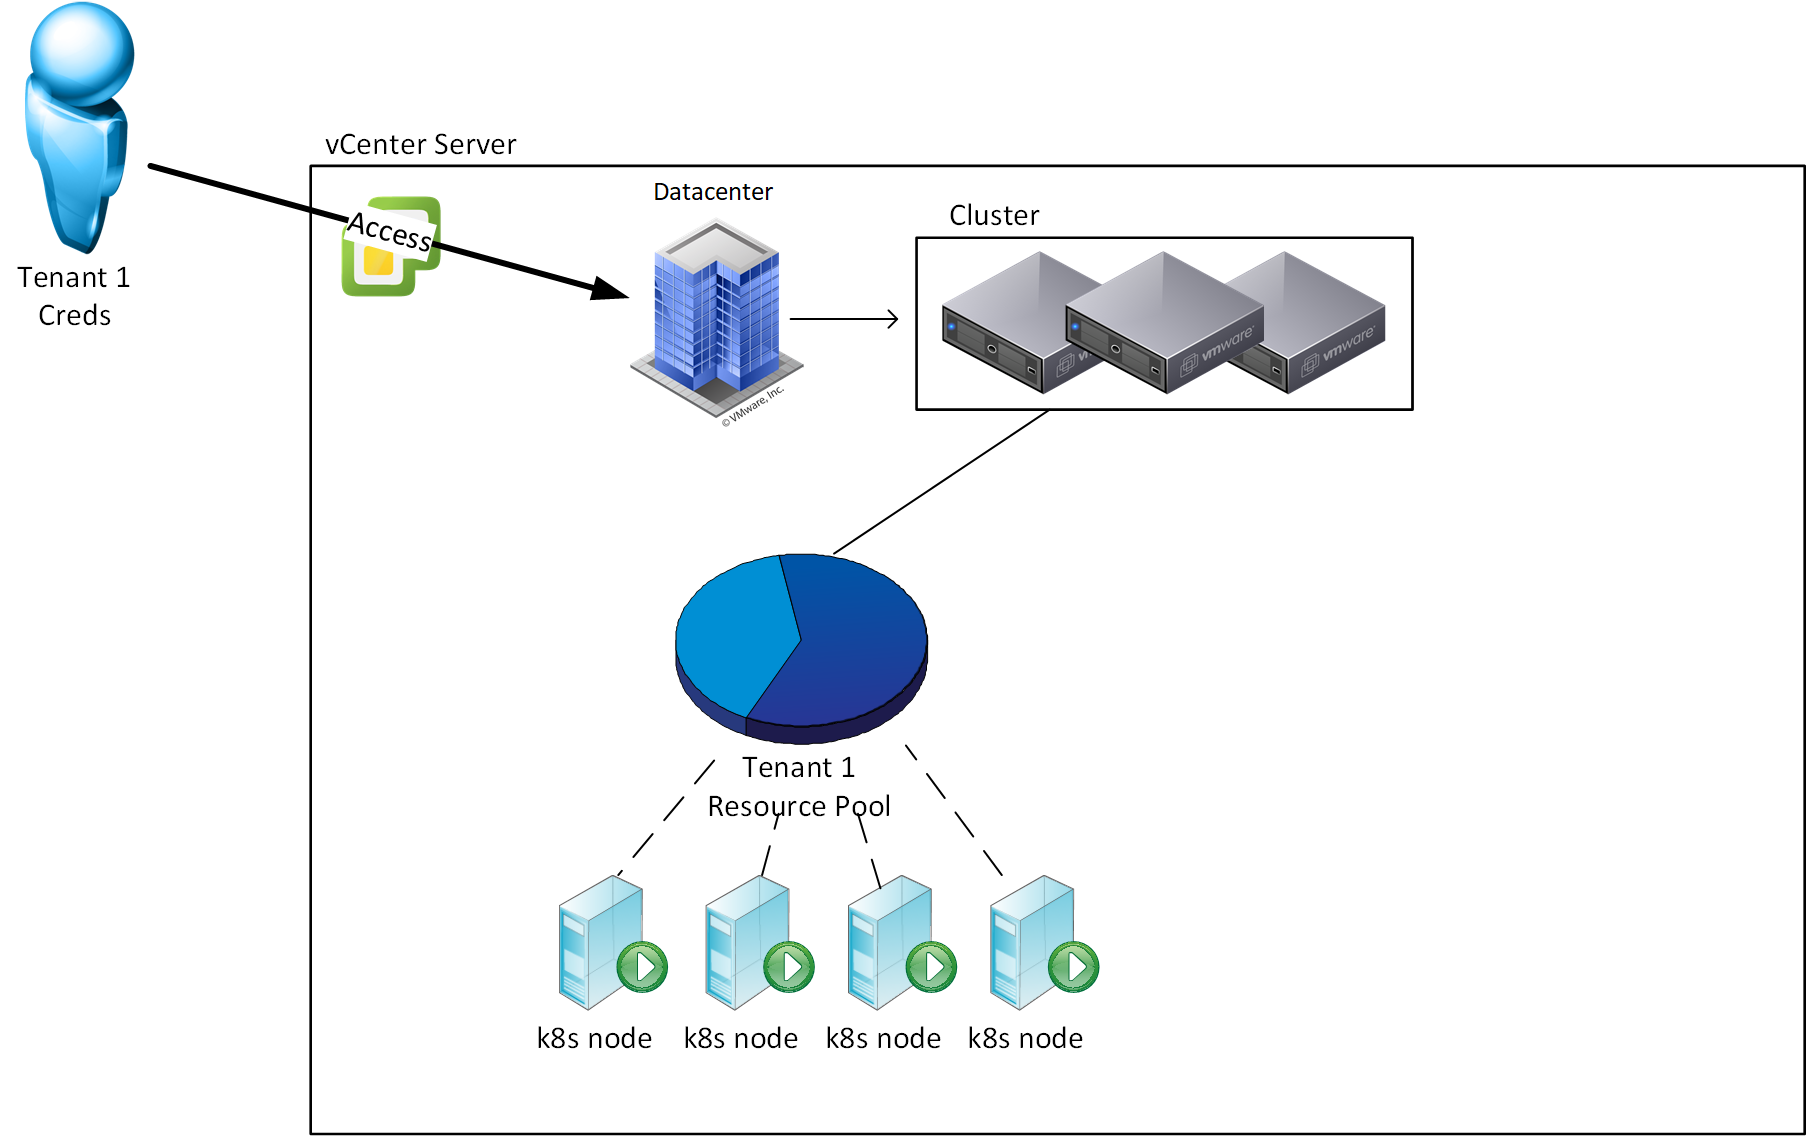 vCenter Server
Datacenter
Cluster
Access
Tenant 1
Creds
vmware
vm
vmware
© VMware, Inc.
Tenant 1
Resource Pool
k8s node
k8s node
k8s node
k8s node